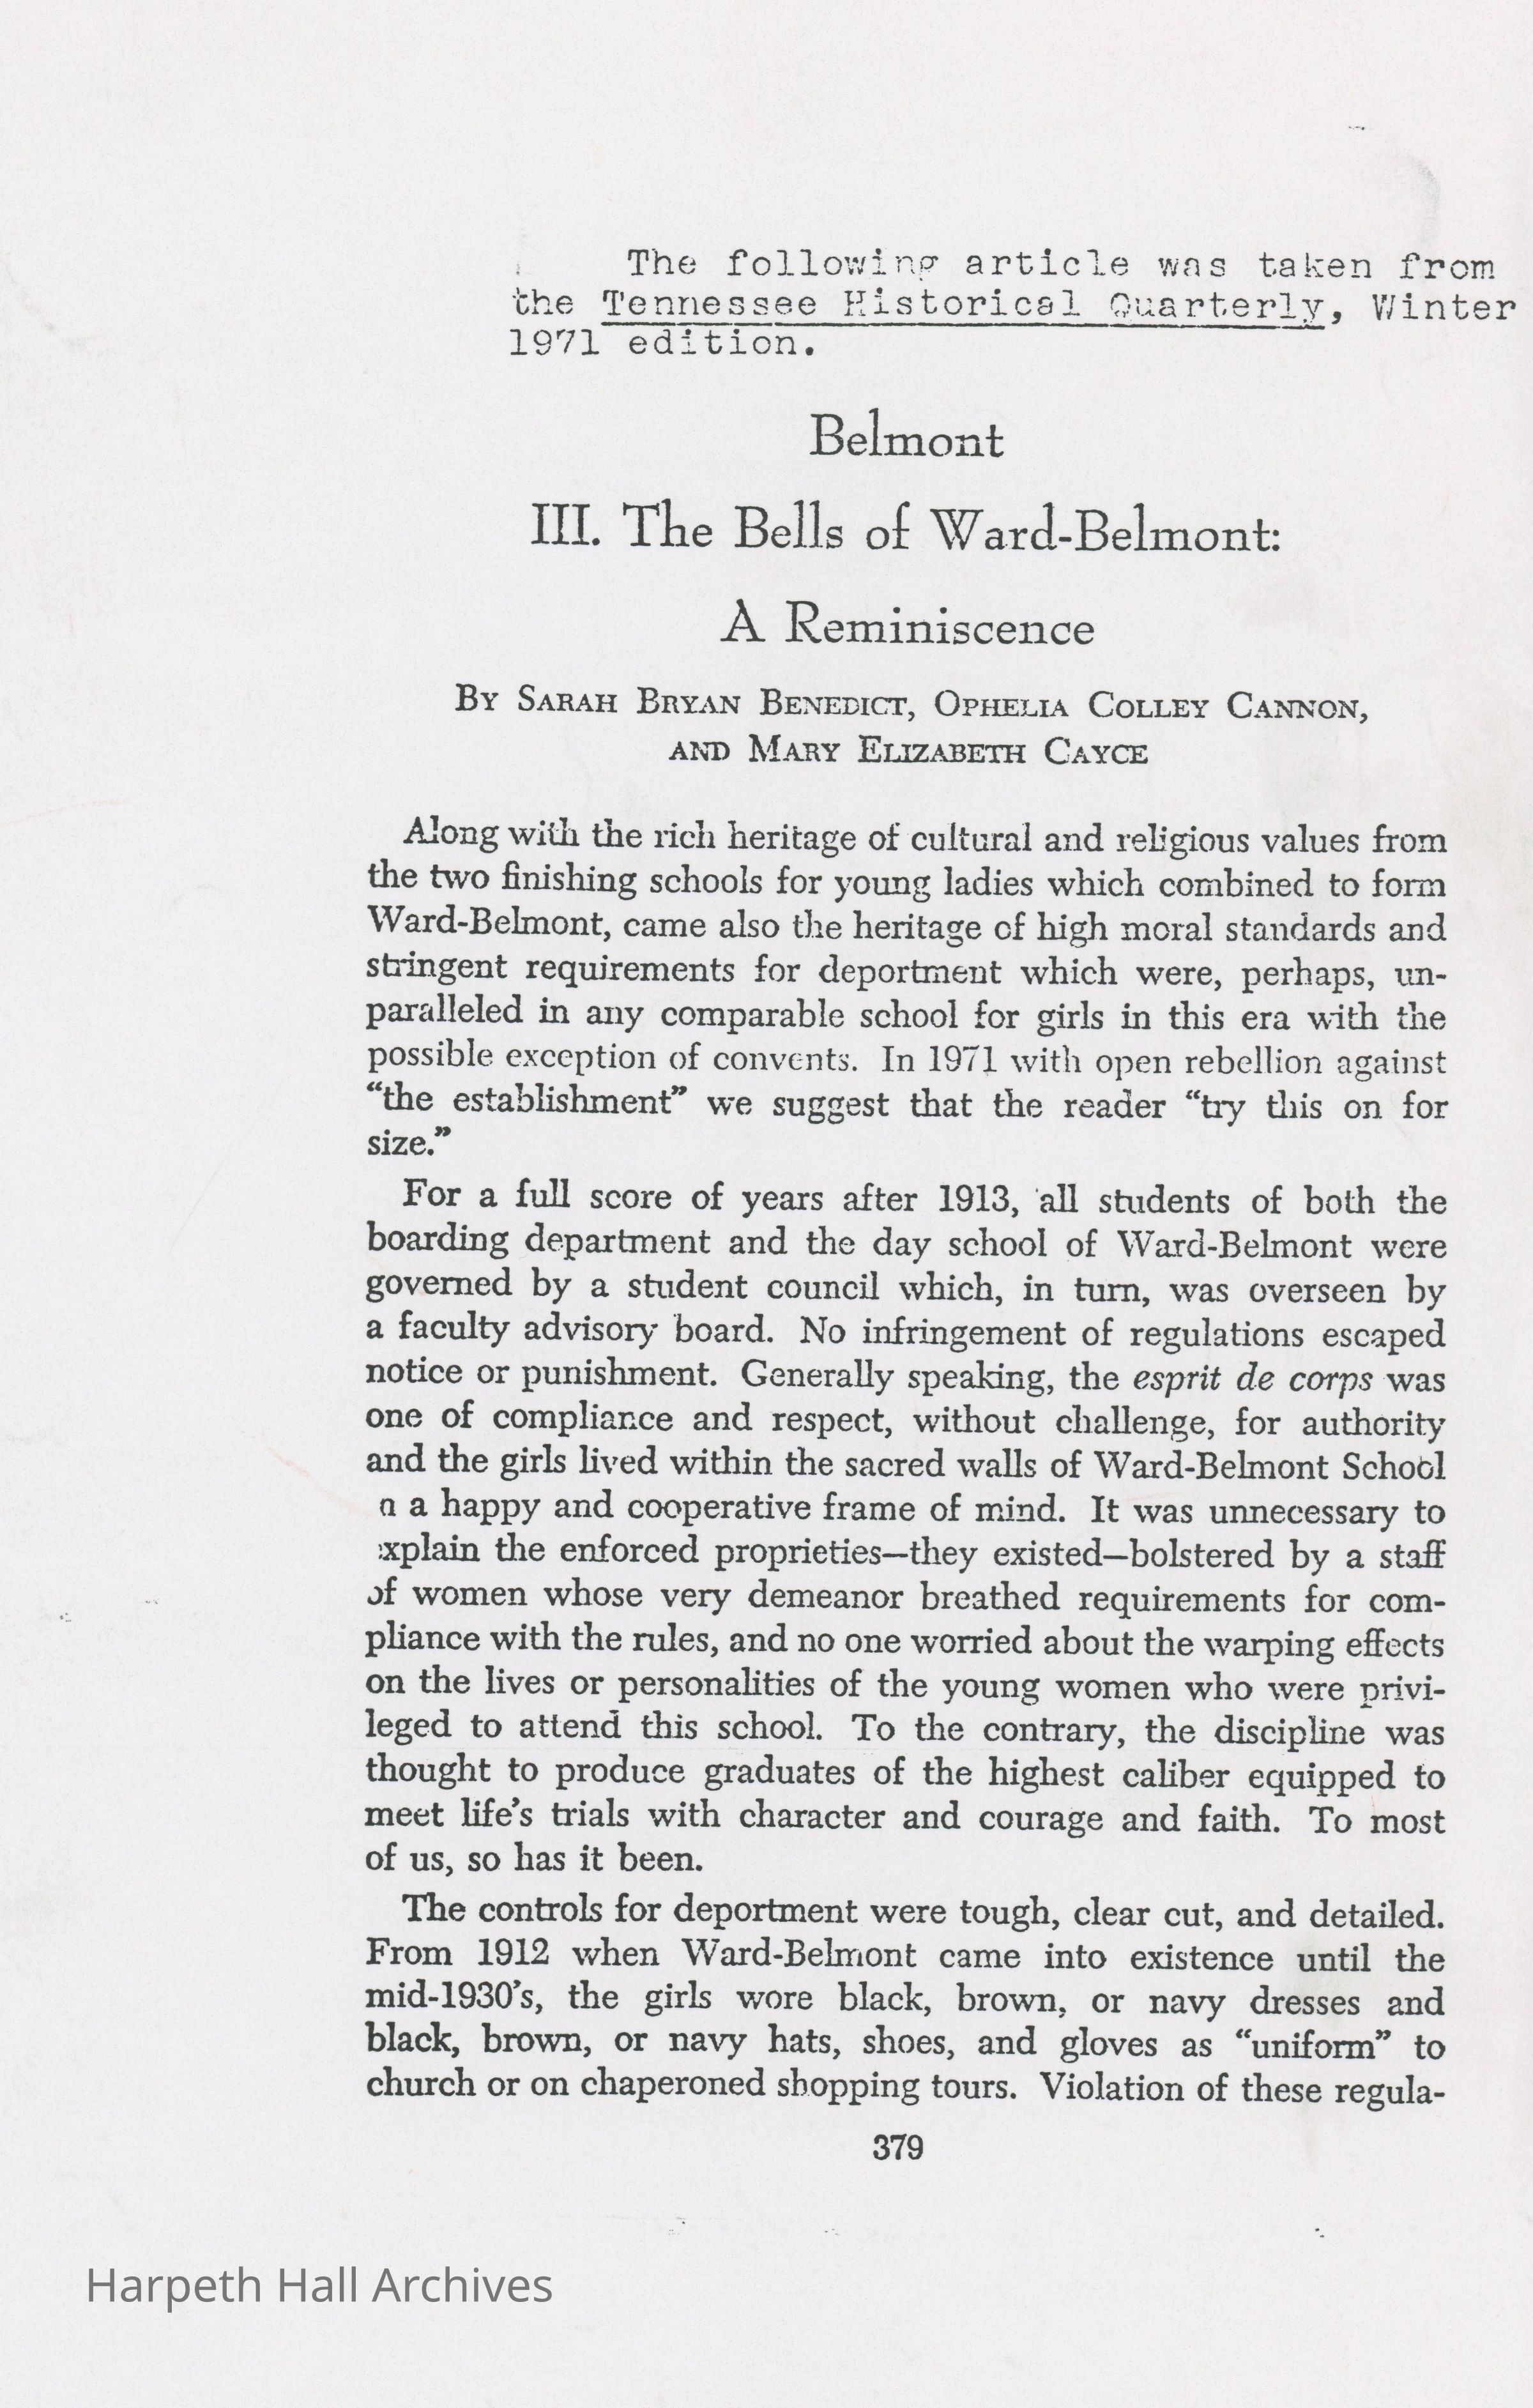 The following article was taken from
the Tennessee Historical Quarterly, Winter
1971 edition.
Belmont
III. The Bells of Ward-Belmont:
A Reminiscence
By Sarah Bryan Benedict, Ophelia Colley Cannon,
and Mary Elizabeth Cayce
Along with the rich heritage of cultural and religious values from
the two finishing schools for young ladies which combined to form
Ward-Belmont, came also the heritage of high moral standards and
stringent requirements for deportment which were, perhaps, un-
paralleled in any comparable school for girls in this era with the
possible exception of convents. In 1971 with open rebellion against
“the establishment” we suggest that the reader “try this on for
size.”
For a full score of years after 1913, all students of both the
boarding department and the day school of Ward-Belmont were
governed by a student council which, in turn, was overseen by
a faculty advisory board. No infringement of regulations escaped
notice or punishment. Generally speaking, the esprit de corps was
one of compliance and respect, without challenge, for authority
and the girls lived within the sacred walls of Ward-Belmont School
n a happy and cooperative frame of mind. It was unnecessary to
xplain the enforced proprieties—they existed—bolstered by a staff
of women whose very demeanor breathed requirements for com-
pliance with the rules, and no one worried about the warping effects
on the lives or personalities of the young women who were privi-
leged to attend this school. To the contrary, the discipline was
thought to produce graduates of the highest caliber equipped to
meet life’s trials with character and courage and faith. To most
of us, so has it been.
The controls for deportment were tough, clear cut, and detailed.
From 1912 when Ward-Belmont came into existence until the
mid-1930’s, the girls wore black, brown, or navy dresses and
black, brown, or navy hats, shoes, and gloves as “uniform” to
church or on chaperoned shopping tours. Violation of these regula-
379
Harpeth Hall Archives